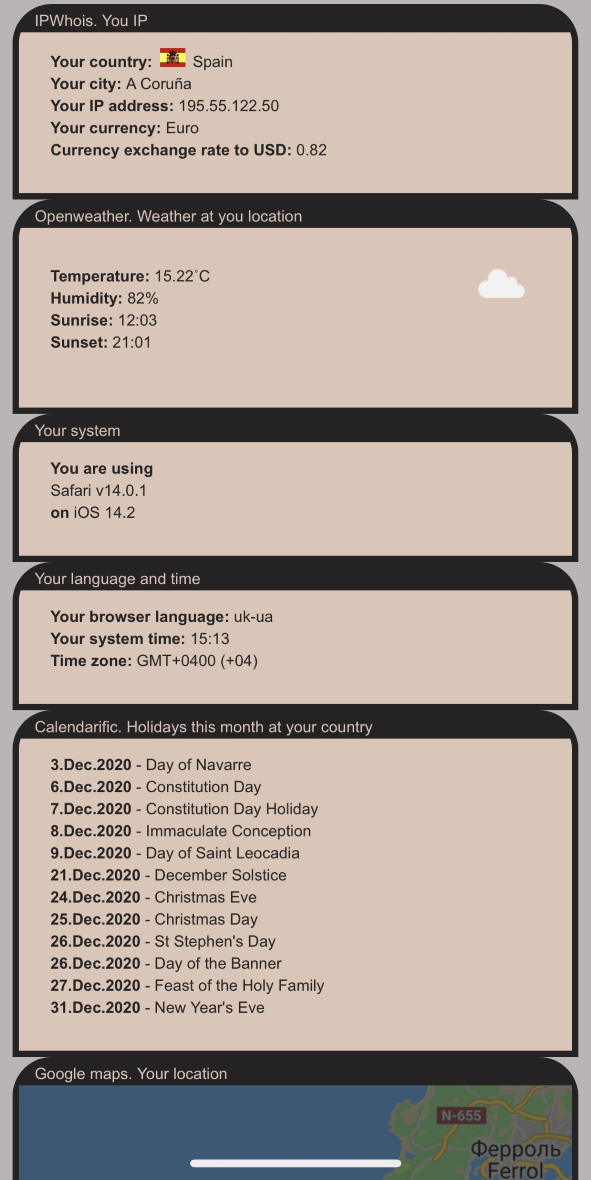 IPWhois. You IP
Your country: Spain
Your city: A Coruña
Your IP address: 195.55.122.50
Your currency: Euro
Currency exchange rate to USD: 0.82
Openweather. Weather at you location
Temperature: 15.22°C
Humidity: 82%
Sunrise: 12:03
Sunset: 21:01
Your system
You are using
Safari v14.0.1
on iOS 14.2
Your language and time
Your browser language: uk-ua
Your system time: 15:13
Time zone: GMT+0400 (+04)
Calendarific. Holidays this month at your country
3.Dec.2020 - Day of Navarre
6.Dec.2020 - Constitution Day
7.Dec.2020 - Constitution Day Holiday
8.Dec.2020 - Immaculate Conception
9.Dec.2020 - Day of Saint Leocadia
21.Dec.2020 - December Solstice
24.Dec.2020 - Christmas Eve
25.Dec.2020 - Christmas Day
26.Dec.2020 - St Stephen's Day
26.Dec.2020 - Day of the Banner
27.Dec.2020 - Feast of the Holy Family
31.Dec.2020 - New Year's Eve
Google maps. Your location
N-655
Ферроль
Ferrol